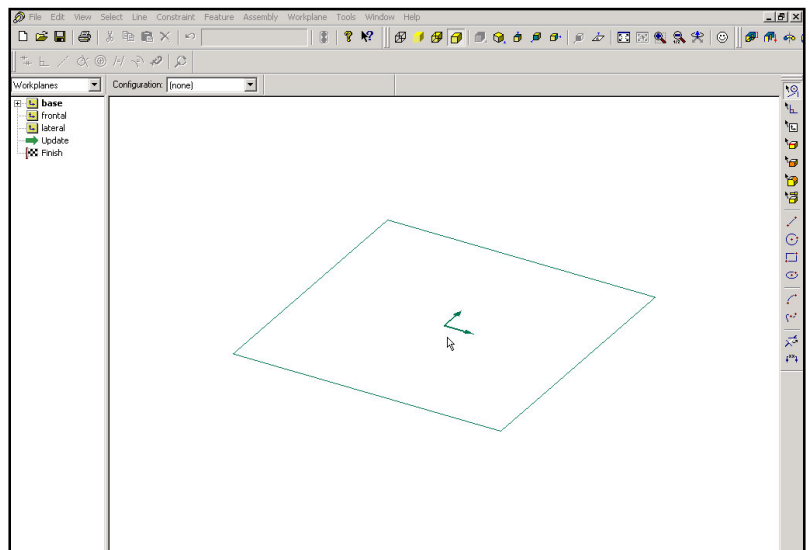 File Edit View Select Line Constraint Feature Assembly Workplane Tools Window Help
Workplanes
Configuration: (none)
base
frontal
lateral
Update
Finish